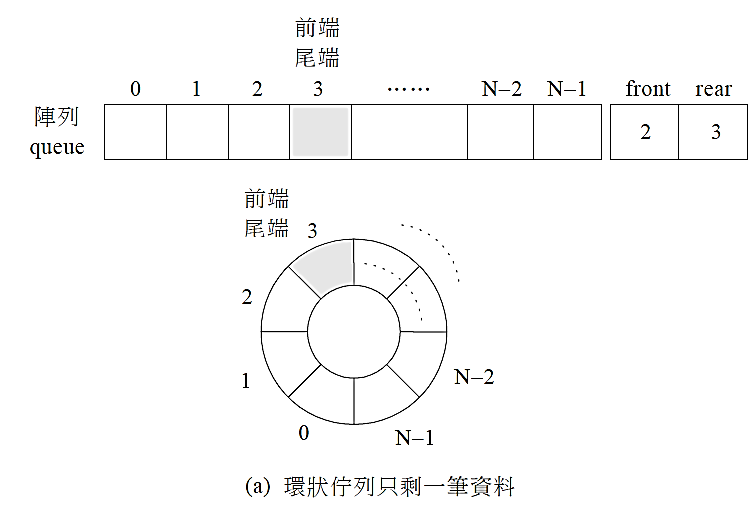 前端
尾端
0 1 2 3 …… N–2 N–1 front rear
陣列
queue
2 3
前端
尾端
3
2
1
0
N–1
N–2
(a) 環狀佇列只剩一筆資料